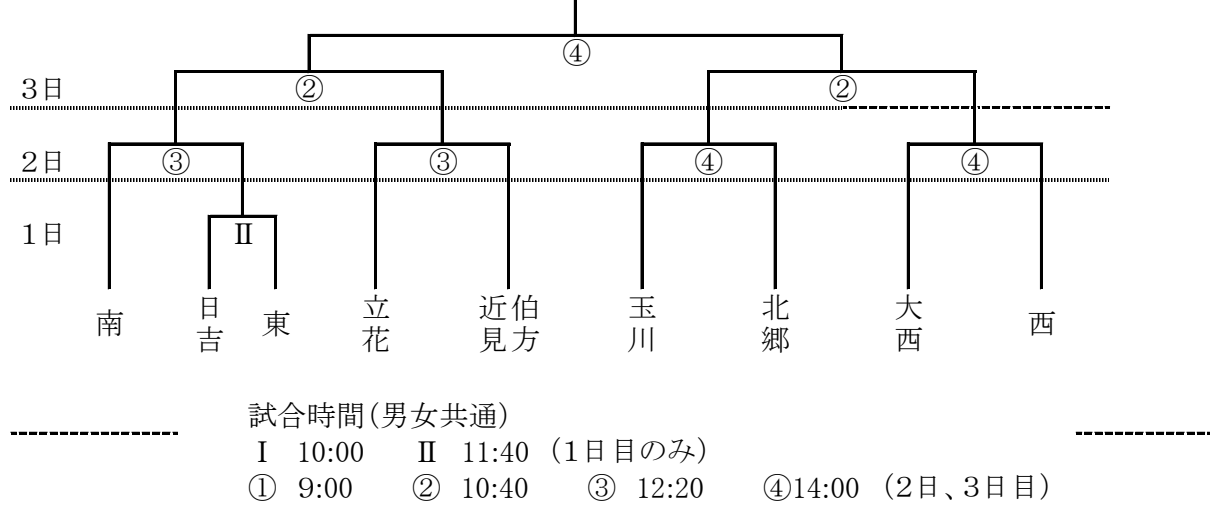 ④
② ②
3日
③ ③ ④ ④
2日
1日 Ⅱ
南 日吉 東 立花 近見 伯方 玉川 北郷 大西 西
試合時間(男女共通)
Ⅰ 10:00 Ⅱ 11:40 (1日目のみ)
① 9:00 ② 10:40 ③ 12:20 ④14:00 (2日、3日目)